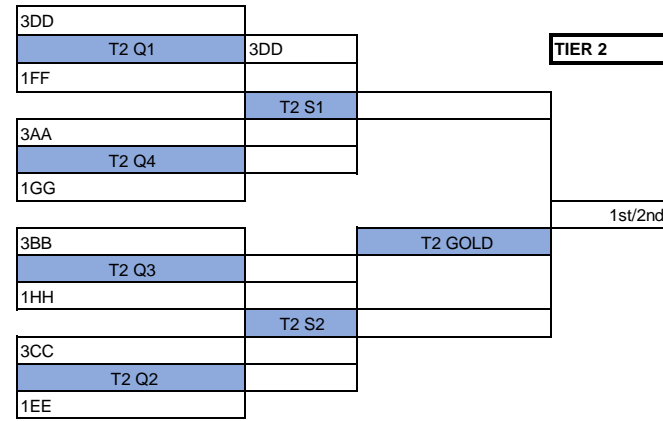 3DD
T2 Q1 3DD TIER 2
1FF
T2 S1
3AA
T2 Q4
1GG
1st/2nd
3BB T2 GOLD
T2 Q3
1HH
T2 S2
3CC
T2 Q2
1EE